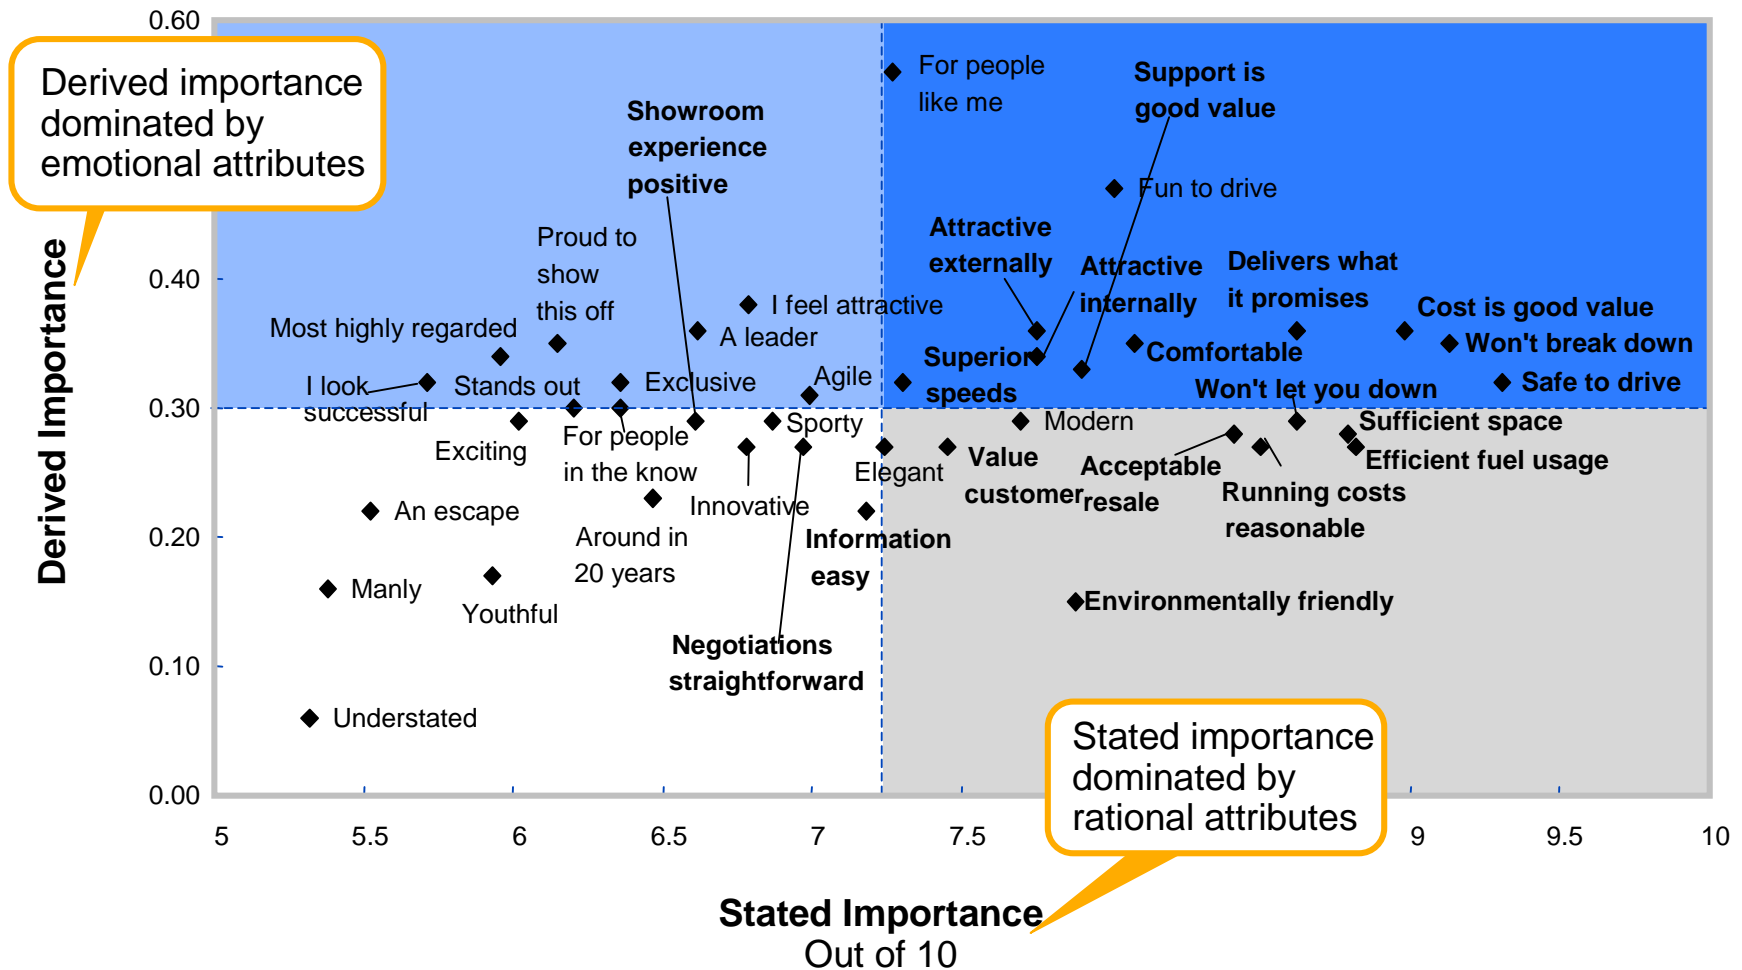 0.60
Derived importance
dominated by
emotional attributes
For people
like me
Support is
good value
Showroom
experience
positive
Fun to drive
Attractive
externally
Proud to
show
this off
Attractive
internally
Delivers what
it promises
0.40
I feel attractive
Cost is good value
Most highly regarded
A leader
Won't break down
Superior
speeds
Comfortable
I look
successful
Stands out
Exclusive
Agile
Won't let you down
Safe to drive
0.30
Exciting
For people
in the know
Sporty
Modern
Sufficient space
Elegant
Value
customer
Acceptable
resale
Efficient fuel usage
Running costs
reasonable
An escape
Innovative
Around in
20 years
Information
easy
0.20
Manly
Youthful
Environmentally friendly
Negotiations
straightforward
0.10
Understated
Stated importance
dominated by
rational attributes
0.00
5 5.5 6 6.5 7 7.5 9 9.5 10
Derived Importance
Stated Importance
Out of 10